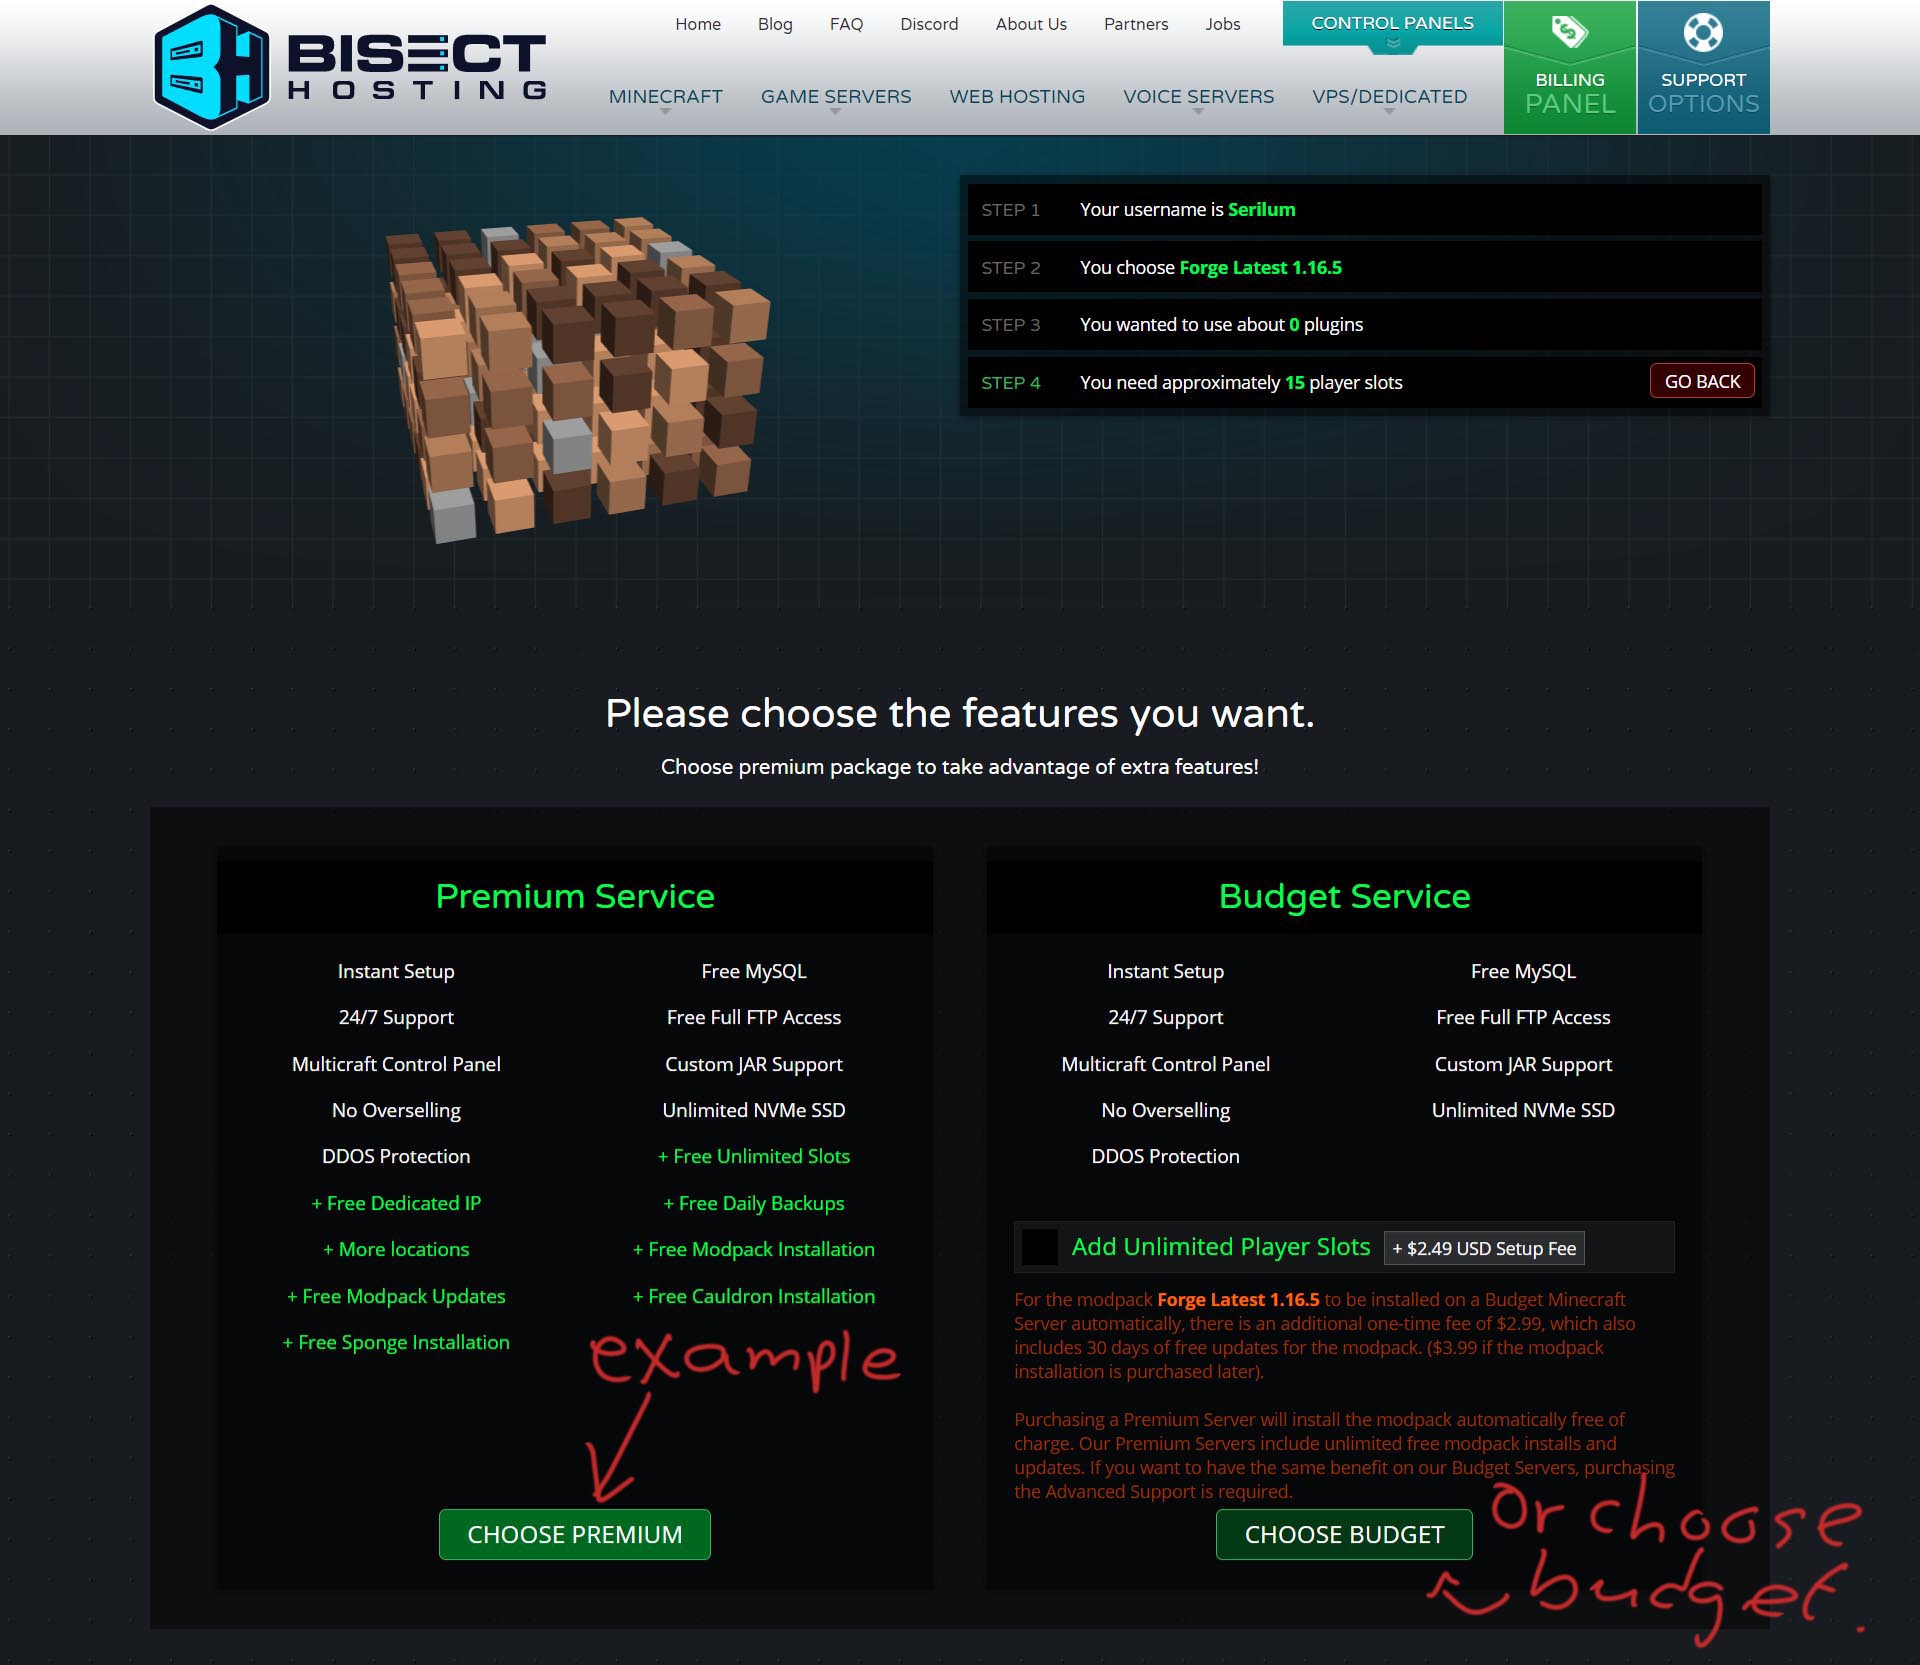 BISECT
HOSTING
Home Blog FAQ Discord About Us Partners Jobs
CONTROL PANELS
MINECRAFT GAME SERVERS WEB HOSTING VOICE SERVERS VPS/DEDICATED
BILLING
PANEL
SUPPORT
OPTIONS
STEP 1 Your username is Serilum
STEP 2 You choose Forge Latest 1.16.5
STEP 3 You wanted to use about 0 plugins
STEP 4 You need approximately 15 player slots GO BACK
Please choose the features you want.
Choose premium package to take advantage of extra features!
Premium Service
Instant Setup Free MySQL
24/7 Support Free Full FTP Access
Multicraft Control Panel Custom JAR Support
No Overselling Unlimited NVMe SSD
DDOS Protection + Free Unlimited Slots
+ Free Dedicated IP + Free Daily Backups
+ More locations + Free Modpack Installation
+ Free Modpack Updates + Free Cauldron Installation
+ Free Sponge Installation
example
CHOOSE PREMIUM
Budget Service
Instant Setup Free MySQL
24/7 Support Free Full FTP Access
Multicraft Control Panel Custom JAR Support
No Overselling Unlimited NVMe SSD
DDOS Protection
Add Unlimited Player Slots + $2.49 USD Setup Fee
For the modpack Forge Latest 1.16.5 to be installed on a Budget Minecraft
Server automatically, there is an additional one-time fee of $2.99, which also
includes 30 days of free updates for the modpack. ($3.99 if the modpack
installation is purchased later).
Purchasing a Premium Server will install the modpack automatically free of
charge. Our Premium Servers include unlimited free modpack installs and
updates. If you want to have the same benefit on our Budget Servers, purchasing
the Advanced Support is required.
CHOOSE BUDGET
Or choose
budget.